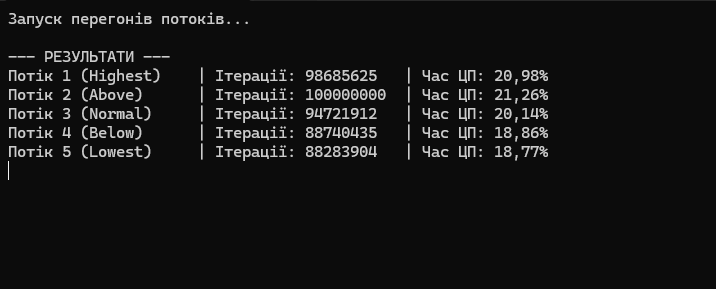 Запуск перегонів потоків...
--- РЕЗУЛЬТАТИ ---
Потік 1 (Highest) | Ітерації: 98685625 | Час ЦП: 20,98%
Потік 2 (Above) | Ітерації: 100000000 | Час ЦП: 21,26%
Потік 3 (Normal) | Ітерації: 94721912 | Час ЦП: 20,14%
Потік 4 (Below) | Ітерації: 88740435 | Час ЦП: 18,86%
Потік 5 (Lowest) | Ітерації: 88283904 | Час ЦП: 18,77%